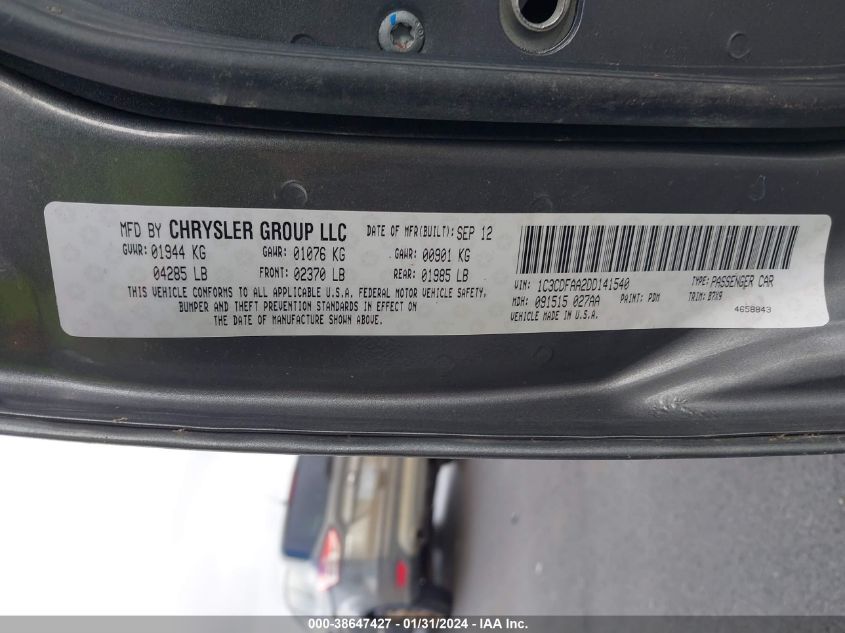 MFD BY CHRYSLER GROUP LLC DATE OF MFR(BUILT): SEP 12
GVWR: 01944 KG GAWR: 01076 KG GAWR: 00901 KG
04285 LB FRONT: 02370 LB REAR: 01985 LB
THIS VEHICLE CONFORMS TO ALL APPLICABLE U.S.A. FEDERAL MOTOR VEHICLE SAFETY,
BUMPER AND THEFT PREVENTION STANDARDS IN EFFECT ON
THE DATE OF MANUFACTURE SHOWN ABOVE.
VIN: 1C3CDFAA2DD141540 TYPE: PASSENGER CAR
MDH: 091515 027AA PAINT: PDM TRIM: B7X9
VEHICLE MADE IN U.S.A. 4658843
000-38647427 - 01/31/2024 - IAA Inc.